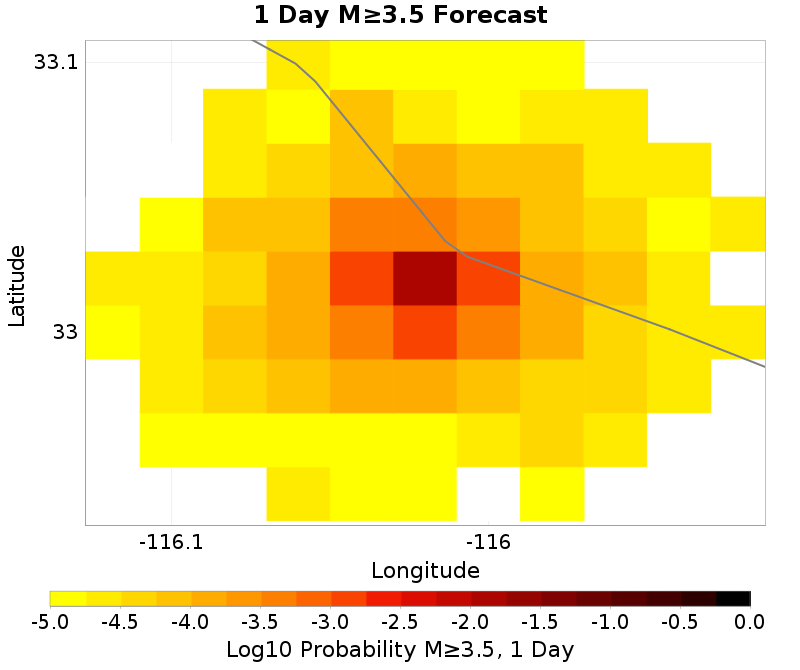 1 Day M≥3.5 Forecast
33.1
33
Latitude
-116.1 -116
Longitude
-5.0 -4.5 -4.0 -3.5 -3.0 -2.5 -2.0 -1.5 -1.0 -0.5 0.0
Log10 Probability M≥3.5, 1 Day